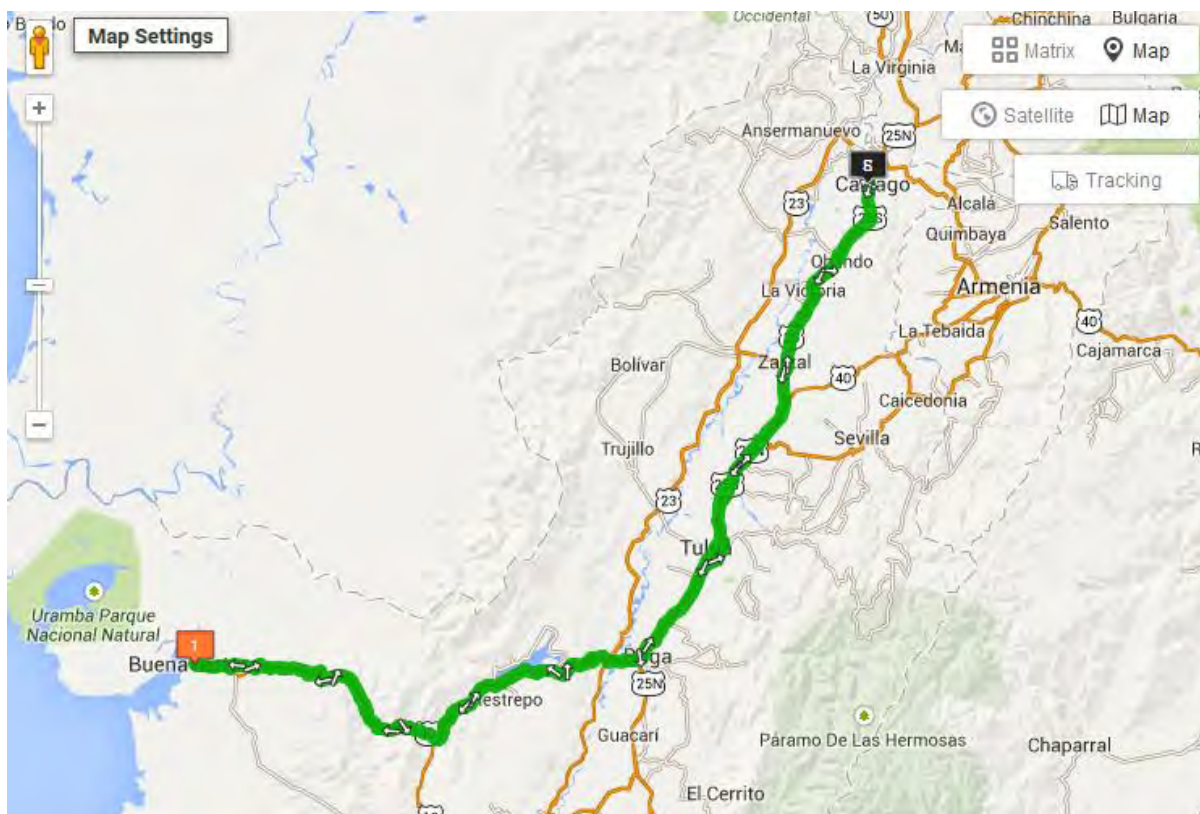 Map Settings
Occidental
50
Chinchina
Bulgaria
La Virginia
Matrix
Map
Ansermanuevo
25N
Satellite
Map
Tracking
23
Alcalá
Salento
Quimbaya
La Victoria
Armenia
La Tebaida
40
Cajamarca
Bolívar
40
Caicedonia
Trujillo
Sevilla
23
Uramba Parque
Nacional Natural
1
Buena
25N
Guacarí
Páramo De Las Hermosas
Chaparral
El Cerrito